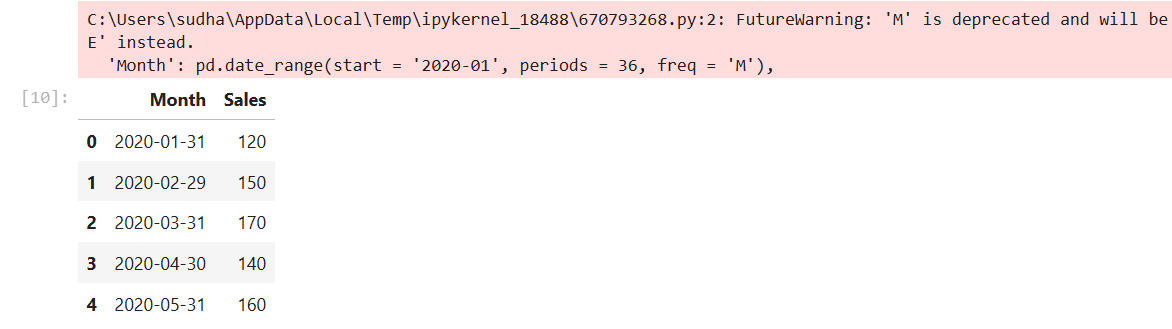 C:\Users\sudha\AppData\Local\Temp\ipykernel_18488\670793268.py:2: FutureWarning: 'M' is deprecated and will be
E' instead.
'Month': pd.date_range(start = '2020-01', periods = 36, freq = 'M'),
[10]:
Month Sales
0 2020-01-31 120
1 2020-02-29 150
2 2020-03-31 170
3 2020-04-30 140
4 2020-05-31 160